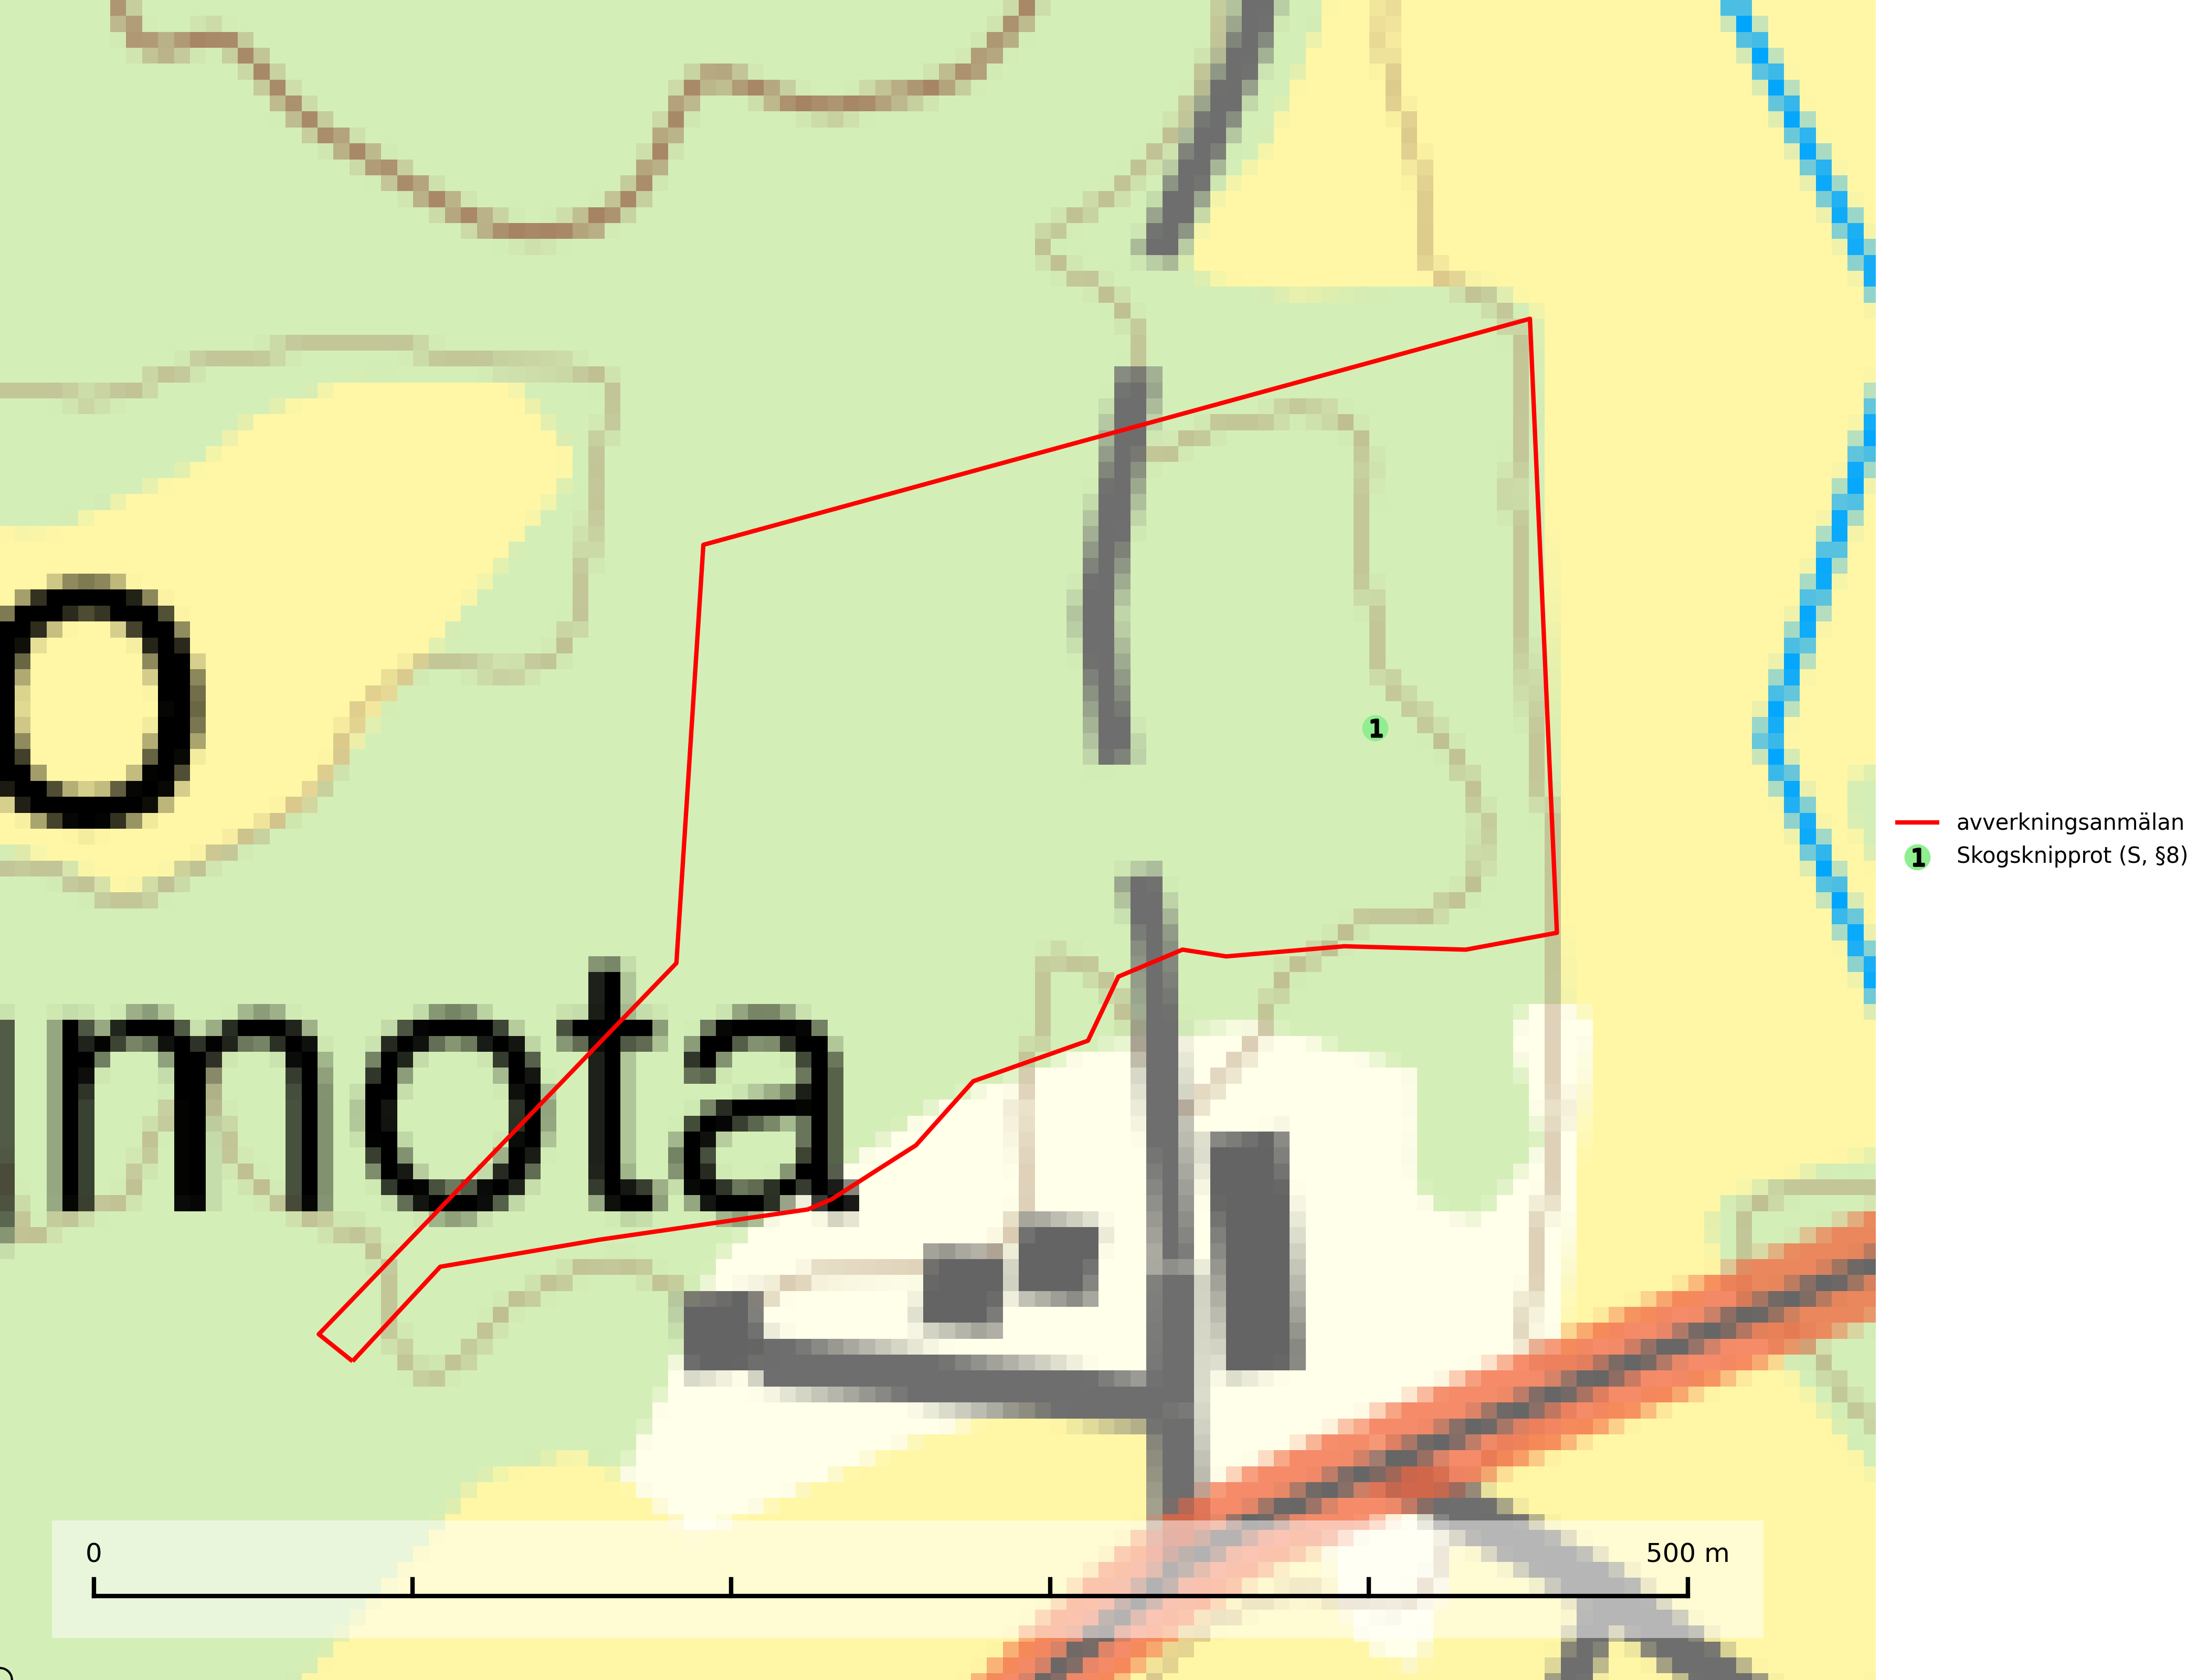 o
mota
1
avverkningsanmälan
1 Skogsknipprot (S, §8)
0 500 m